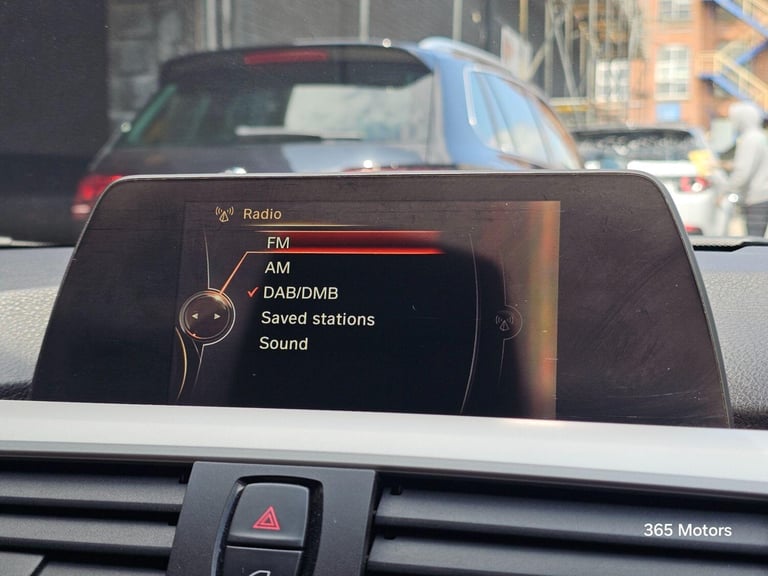 Radio
FM
AM
DAB/DMB
Saved stations
Sound
365 Motors